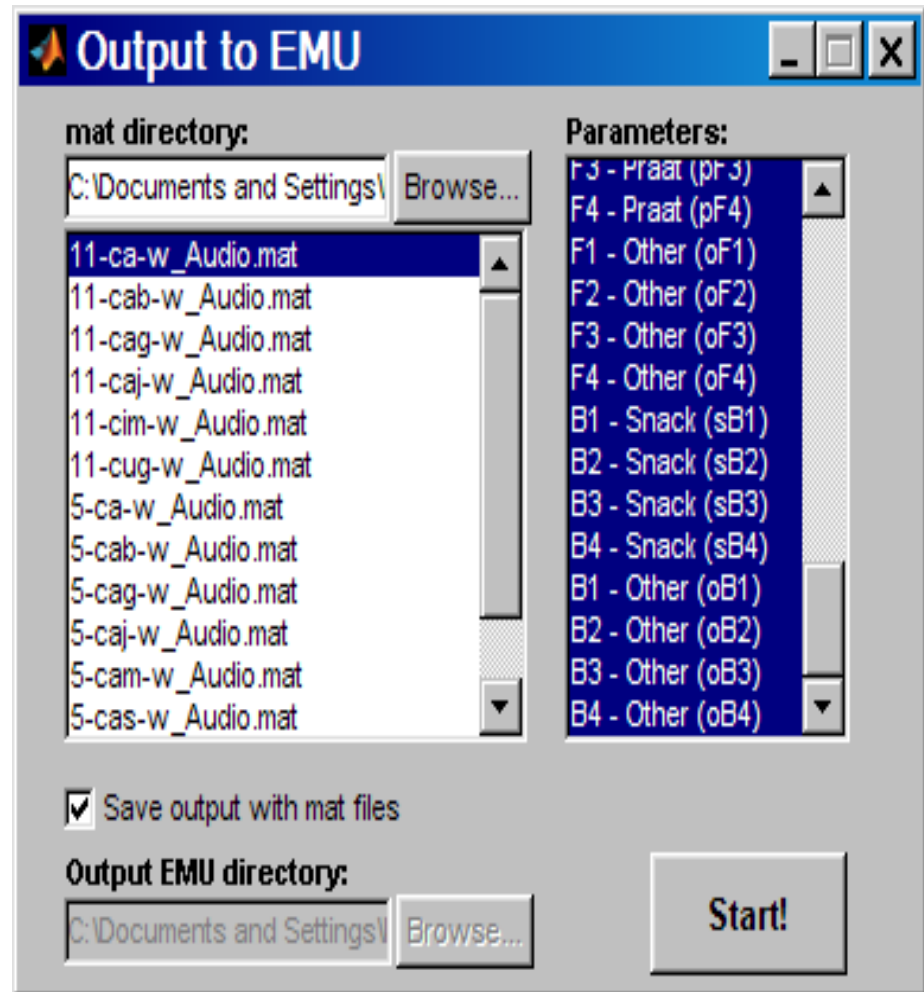 Output to EMU
mat directory:
C:\Documents and Settings\
Browse...
11-ca-w_Audio.mat
11-cab-w_Audio.mat
11-cag-w_Audio.mat
11-caj-w_Audio.mat
11-cim-w_Audio.mat
11-cug-w_Audio.mat
5-ca-w_Audio.mat
5-cab-w_Audio.mat
5-cag-w_Audio.mat
5-caj-w_Audio.mat
5-cam-w_Audio.mat
5-cas-w_Audio.mat
Parameters:
F3 - Praat (pF3)
F4 - Praat (pF4)
F1 - Other (oF1)
F2 - Other (oF2)
F3 - Other (oF3)
F4 - Other (oF4)
B1 - Snack (sB1)
B2 - Snack (sB2)
B3 - Snack (sB3)
B4 - Snack (sB4)
B1 - Other (oB1)
B2 - Other (oB2)
B3 - Other (oB3)
B4 - Other (oB4)
Save output with mat files
Output EMU directory:
C:\Documents and Settings\
Browse...
Start!